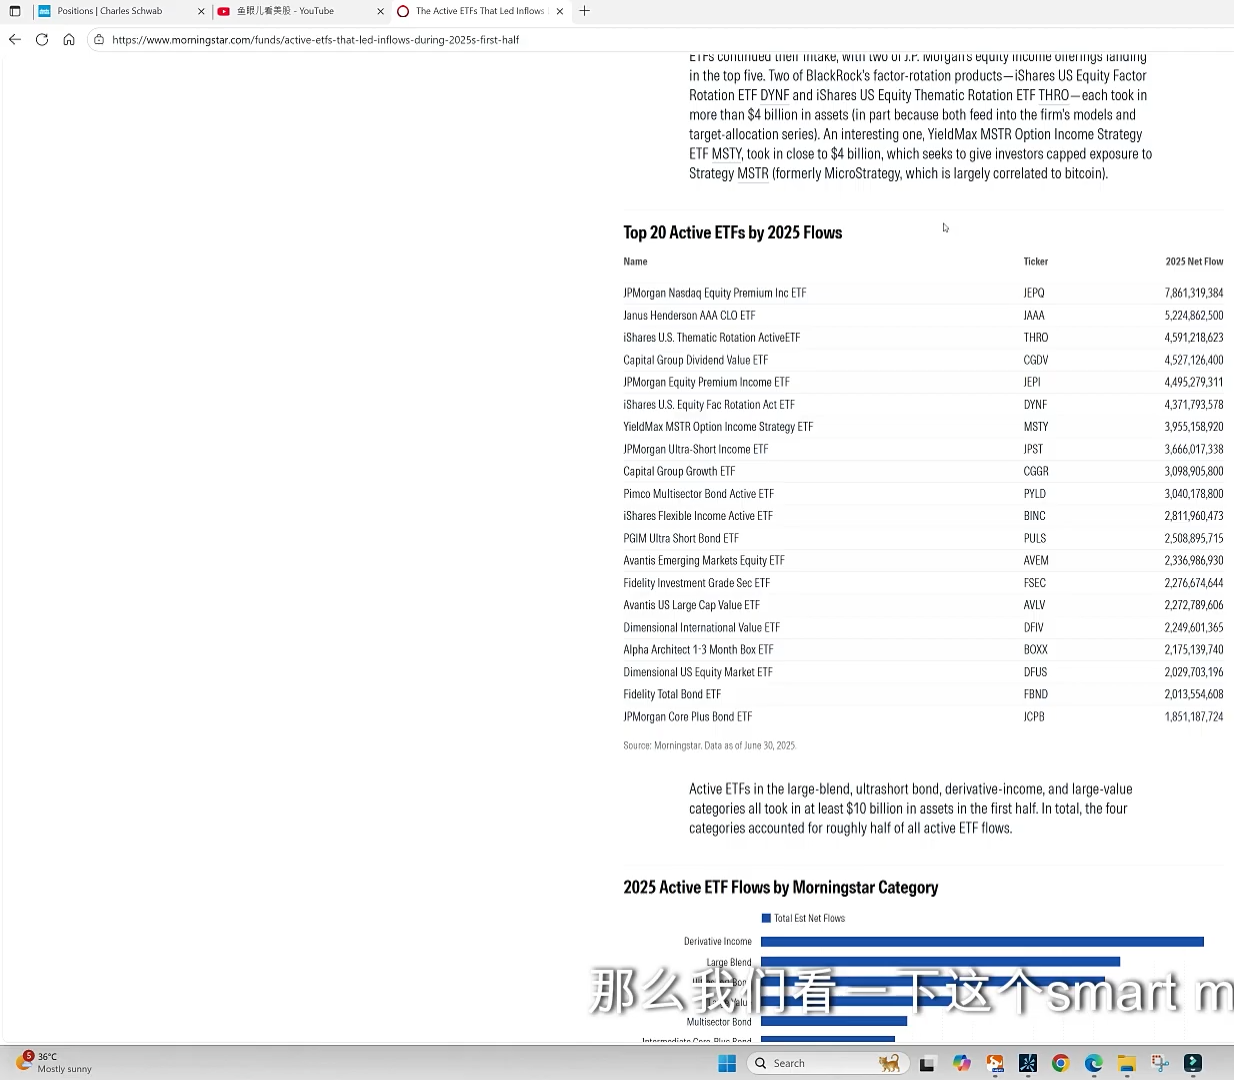 Positions | Charles Schwab
鱼眼儿看美股 - YouTube
The Active ETFs That Led Inflows
https://www.morningstar.com/funds/active-etfs-that-led-inflows-during-2025s-first-half
ETFs continued their intake, with two of J.P. Morgan's equity income offerings landing
in the top five. Two of BlackRock's factor-rotation products—iShares US Equity Factor
Rotation ETF DYNF and iShares US Equity Thematic Rotation ETF THRO—each took in
more than $4 billion in assets (in part because both feed into the firm's models and
target-allocation series). An interesting one, YieldMax MSTR Option Income Strategy
ETF MSTY, took in close to $4 billion, which seeks to give investors capped exposure to
Strategy MSTR (formerly MicroStrategy, which is largely correlated to bitcoin).
Top 20 Active ETFs by 2025 Flows
Name Ticker 2025 Net Flow
JPMorgan Nasdaq Equity Premium Inc ETF JEPQ 7,861,319,384
Janus Henderson AAA CLO ETF JAAA 5,224,862,500
iShares U.S. Thematic Rotation ActiveETF THRO 4,591,218,623
Capital Group Dividend Value ETF CGDV 4,527,126,400
JPMorgan Equity Premium Income ETF JEPI 4,495,279,311
iShares U.S. Equity Fac Rotation Act ETF DYNF 4,371,793,578
YieldMax MSTR Option Income Strategy ETF MSTY 3,955,158,920
JPMorgan Ultra-Short Income ETF JPST 3,666,017,338
Capital Group Growth ETF CGGR 3,098,905,800
Pimco Multisector Bond Active ETF PYLD 3,040,178,800
iShares Flexible Income Active ETF BINC 2,811,960,473
PGIM Ultra Short Bond ETF PULS 2,508,895,715
Avantis Emerging Markets Equity ETF AVEM 2,336,986,930
Fidelity Investment Grade Sec ETF FSEC 2,276,674,644
Avantis US Large Cap Value ETF AVLV 2,272,789,606
Dimensional International Value ETF DFIV 2,249,601,365
Alpha Architect 1-3 Month Box ETF BOXX 2,175,139,740
Dimensional US Equity Market ETF DFUS 2,029,703,196
Fidelity Total Bond ETF FBND 2,013,554,608
JPMorgan Core Plus Bond ETF JCPB 1,851,187,724
Source: Morningstar. Data as of June 30, 2025.
Active ETFs in the large-blend, ultrashort bond, derivative-income, and large-value
categories all took in at least $10 billion in assets in the first half. In total, the four
categories accounted for roughly half of all active ETF flows.
2025 Active ETF Flows by Morningstar Category
Total Est Net Flows
Derivative Income
Large Blend
那么我们看一下这个smart m
Multisector Bond
5
36°C
Mostly sunny
Search